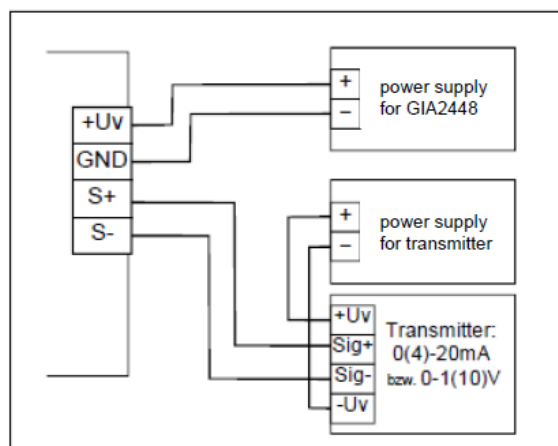 +Uv
GND
S+
S-
+
−
power supply
for GIA2448
+
−
power supply
for transmitter
+Uv
Sig+
Sig-
-Uv
Transmitter:
0(4)-20mA
bzw. 0-1(10)V